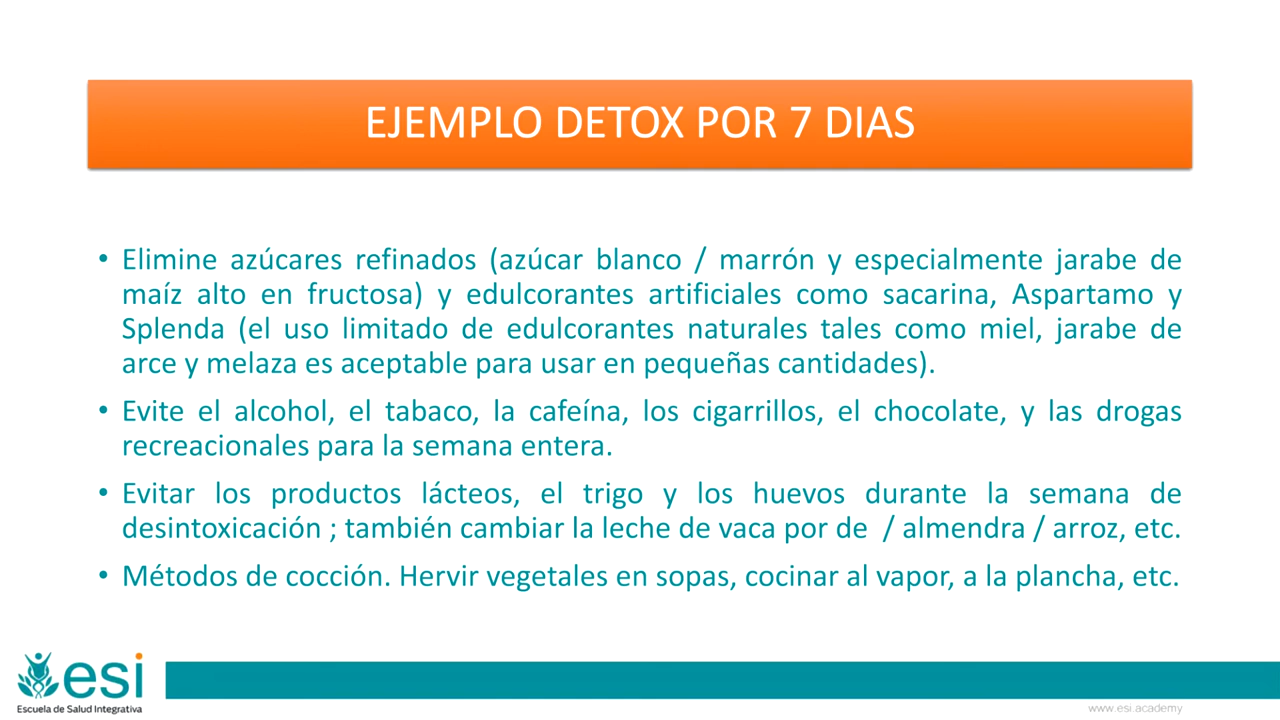 EJEMPLO DETOX POR 7 DIAS
• Elimine azúcares refinados (azúcar blanco / marrón y especialmente jarabe de
maíz alto en fructosa) y edulcorantes artificiales como sacarina, Aspartamo y
Splenda (el uso limitado de edulcorantes naturales tales como miel, jarabe de
arce y melaza es aceptable para usar en pequeñas cantidades).
• Evite el alcohol, el tabaco, la cafeína, los cigarrillos, el chocolate, y las drogas
recreacionales para la semana entera.
• Evitar los productos lácteos, el trigo y los huevos durante la semana de
desintoxicación ; también cambiar la leche de vaca por de / almendra / arroz, etc.
• Métodos de cocción. Hervir vegetales en sopas, cocinar al vapor, a la plancha, etc.
esi
Escuela de Salud Integrativa
www.esi.academy